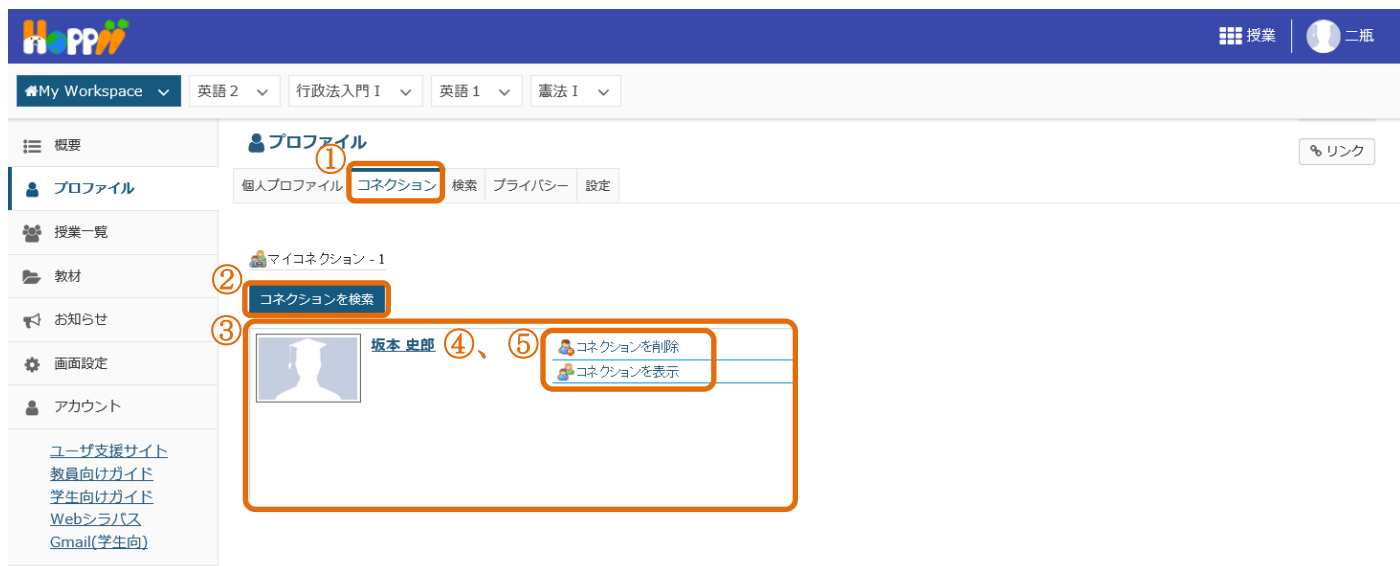 Hoppii
授業 二瓶
My Workspace 英語2 行政法入門 I 英語1 憲法 I
概要
プロファイル
授業一覧
教材
お知らせ
画面設定
アカウント
ユーザ支援サイト
教員向けガイド
学生向けガイド
Webシラバス
Gmail(学生向)
プロファイル
リンク
①
個人プロファイル コネクション 検索 プライバシー 設定
マイコネクション - 1
②
コネクションを検索
③
坂本 史郎 ④、⑤ コネクションを削除
コネクションを表示